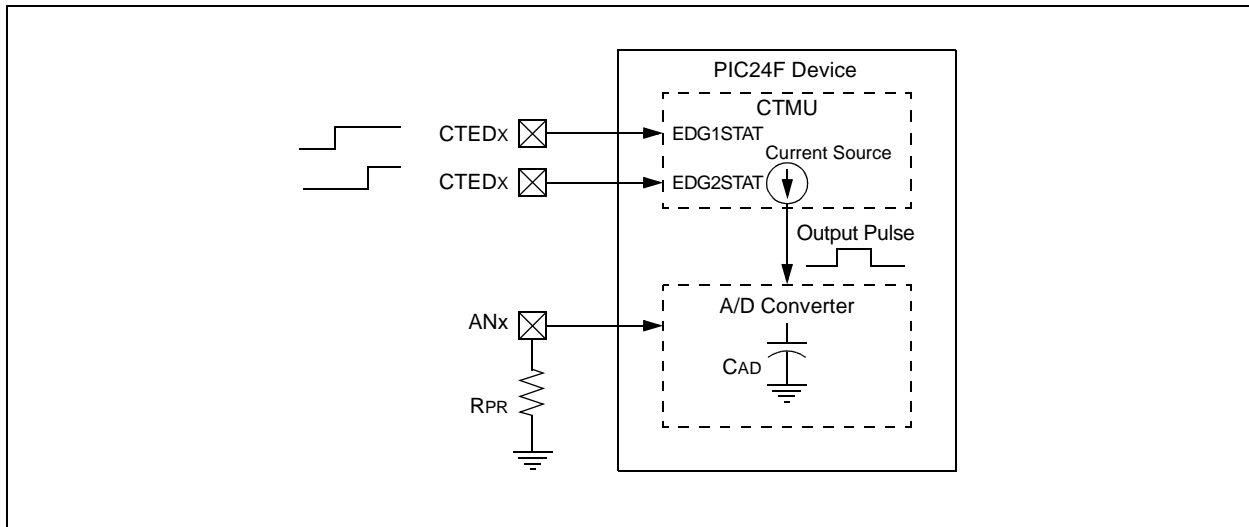 PIC24F Device
CTMU
CTEDX
EDG1STAT
Current Source
CTEDX
EDG2STAT
Output Pulse
A/D Converter
ANx
CAD
RPR